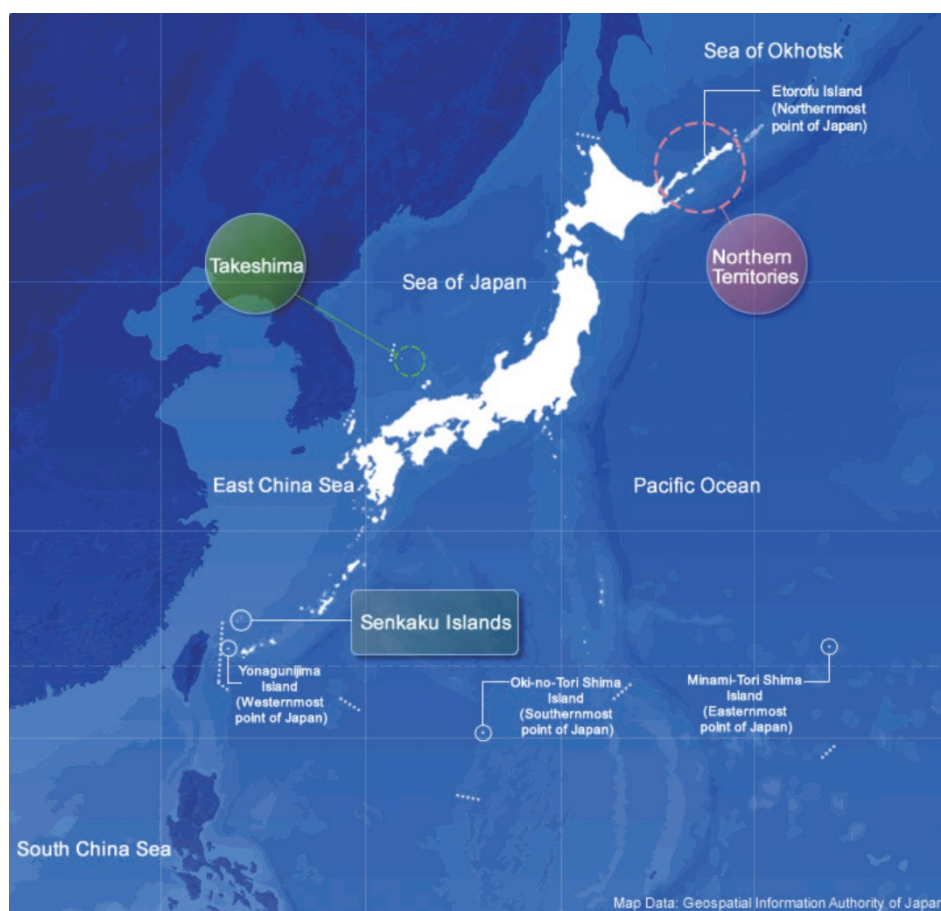 Sea of Okhotsk
Etorofu Island
(Northernmost
point of Japan)
Takeshima
Northern
Territories
Sea of Japan
East China Sea
Pacific Ocean
Senkaku Islands
Yonagunijima
Island
(Westernmost
point of Japan)
Oki-no-Tori Shima
Island
(Southernmost
point of Japan)
Minami-Tori Shima
Island
(Easternmost
point of Japan)
South China Sea
Map Data: Geospatial Information Authority of Japan